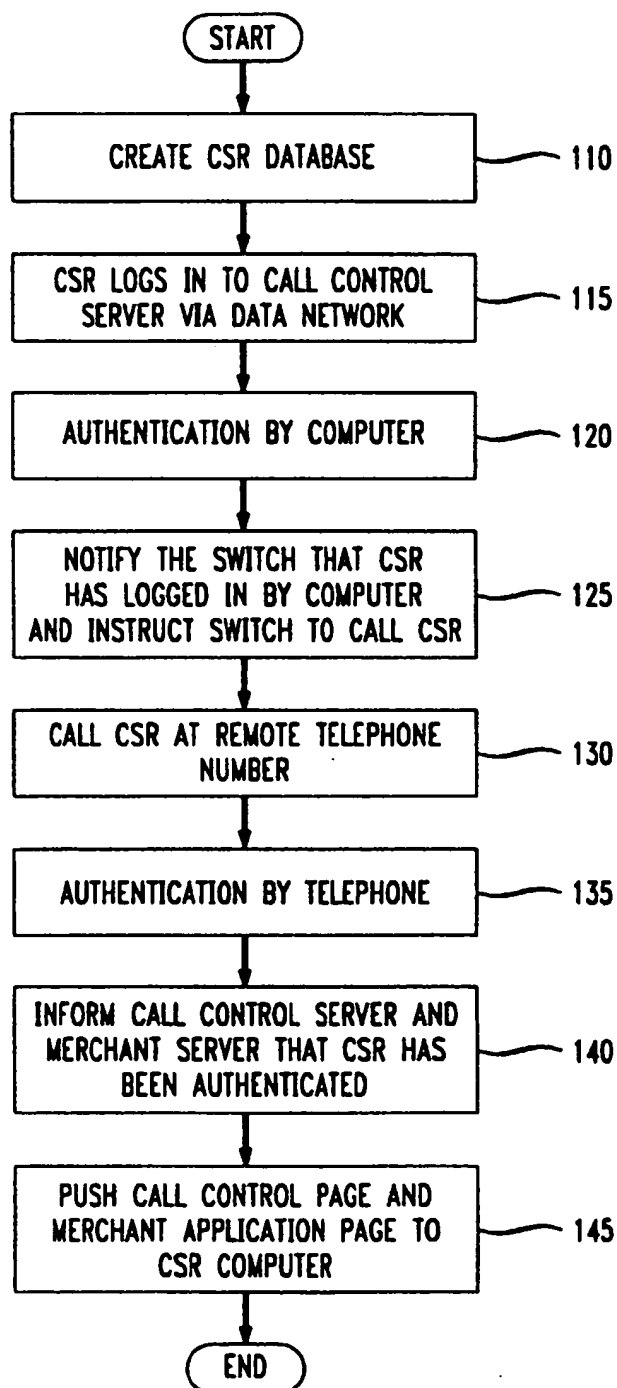 START
CREATE CSR DATABASE
110
CSR LOGS IN TO CALL CONTROL
SERVER VIA DATA NETWORK
115
AUTHENTICATION BY COMPUTER
120
NOTIFY THE SWITCH THAT CSR
HAS LOGGED IN BY COMPUTER
AND INSTRUCT SWITCH TO CALL CSR
125
CALL CSR AT REMOTE TELEPHONE
NUMBER
130
AUTHENTICATION BY TELEPHONE
135
INFORM CALL CONTROL SERVER AND
MERCHANT SERVER THAT CSR HAS
BEEN AUTHENTICATED
140
PUSH CALL CONTROL PAGE AND
MERCHANT APPLICATION PAGE TO
CSR COMPUTER
145
END